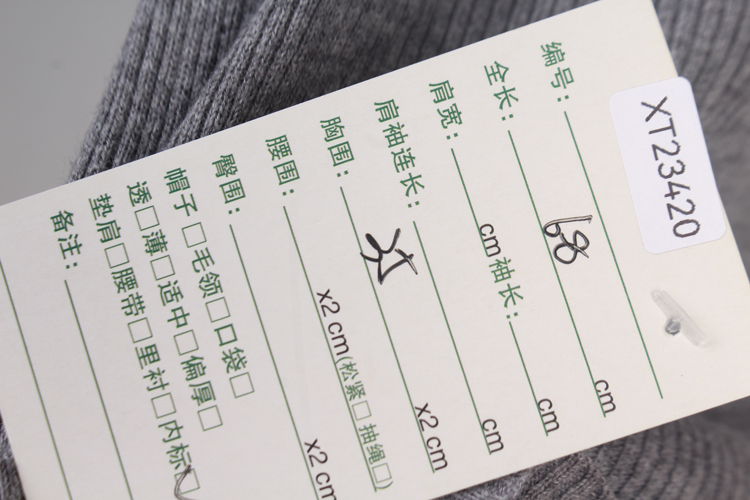 XT23420
编号:
全长: 68 cm
肩宽: cm 袖长: cm
肩袖连长: cm
胸围: x2 cm
腰围: x2 cm(松紧□ 抽绳□)
臀围: x2 cm
帽子□毛领□口袋□
透□薄□适中□偏厚□
垫肩□腰带□里衬□内标☑
备注: